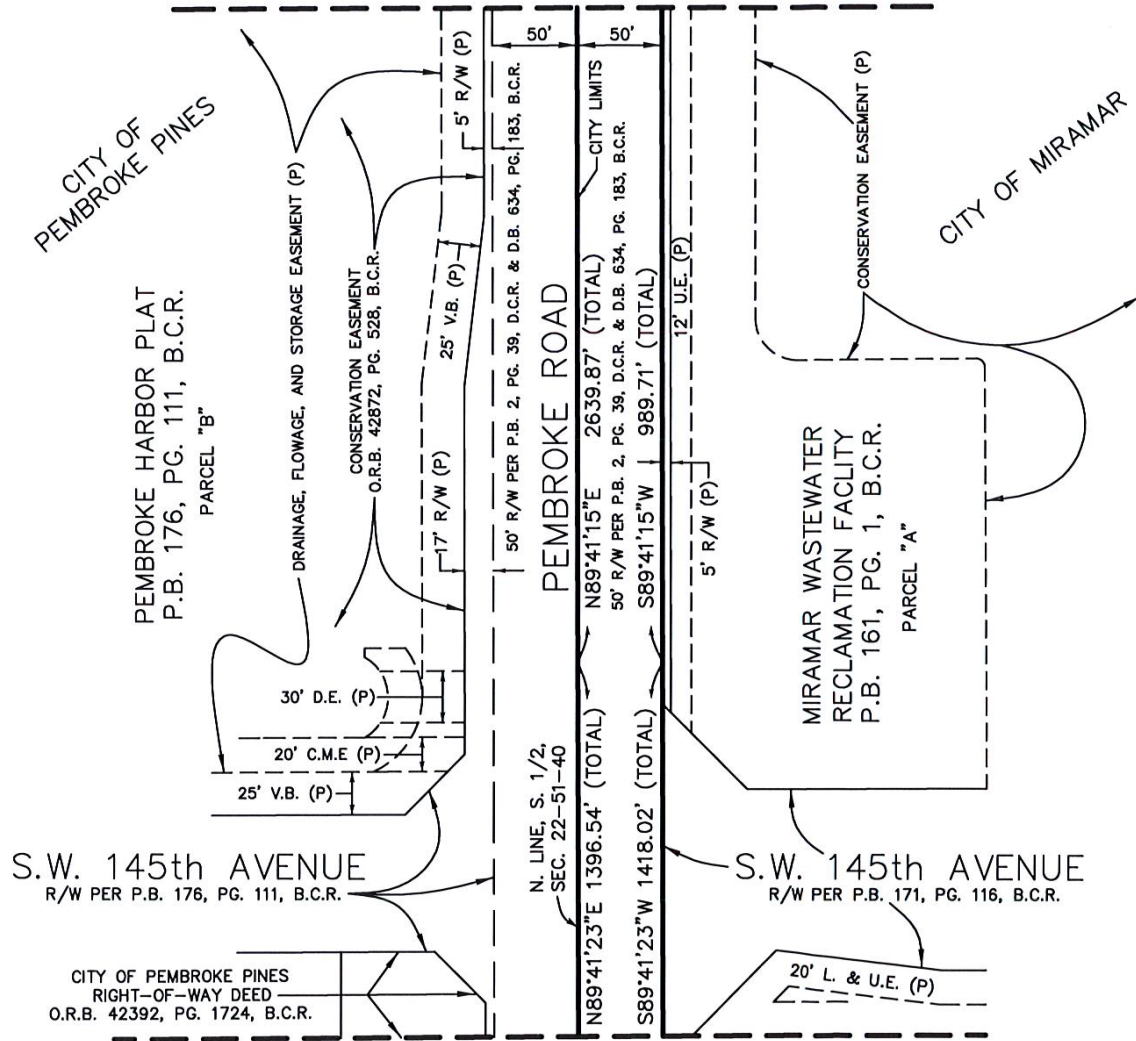 CITY OF
PEMBROKE PINES
PEMBROKE HARBOR PLAT
P.B. 176, PG. 111, B.C.R.
PARCEL "B"
DRAINAGE, FLOWAGE, AND STORAGE EASEMENT (P)
CONSERVATION EASEMENT
O.R.B. 42872, PG. 528, B.C.R.
5' R/W (P)
25' V.B. (P)
17' R/W (P)
50' R/W PER P.B. 2, PG. 39, D.C.R. & D.B. 634, PG. 183, B.C.R.
50'
50'
CITY LIMITS
PEMBROKE ROAD
N89°41'15"E 2639.87' (TOTAL)
50' R/W PER P.B. 2, PG. 39, D.C.R. & D.B. 634, PG. 183, B.C.R.
S89°41'15"W 989.71' (TOTAL)
12' U.E. (P)
5' R/W (P)
CONSERVATION EASEMENT (P)
CITY OF MIRAMAR
MIRAMAR WASTEWATER
RECLAMATION FACLITY
P.B. 161, PG. 1, B.C.R.
PARCEL "A"
30' D.E. (P)
20' C.M.E (P)
25' V.B. (P)
N. LINE, S. 1/2,
SEC. 22-51-40
N89°41'23"E 1396.54' (TOTAL)
S89°41'23"W 1418.02' (TOTAL)
S.W. 145th AVENUE
R/W PER P.B. 176, PG. 111, B.C.R.
S.W. 145th AVENUE
R/W PER P.B. 171, PG. 116, B.C.R.
CITY OF PEMBROKE PINES
RIGHT-OF-WAY DEED
O.R.B. 42392, PG. 1724, B.C.R.
20' L. & U.E. (P)